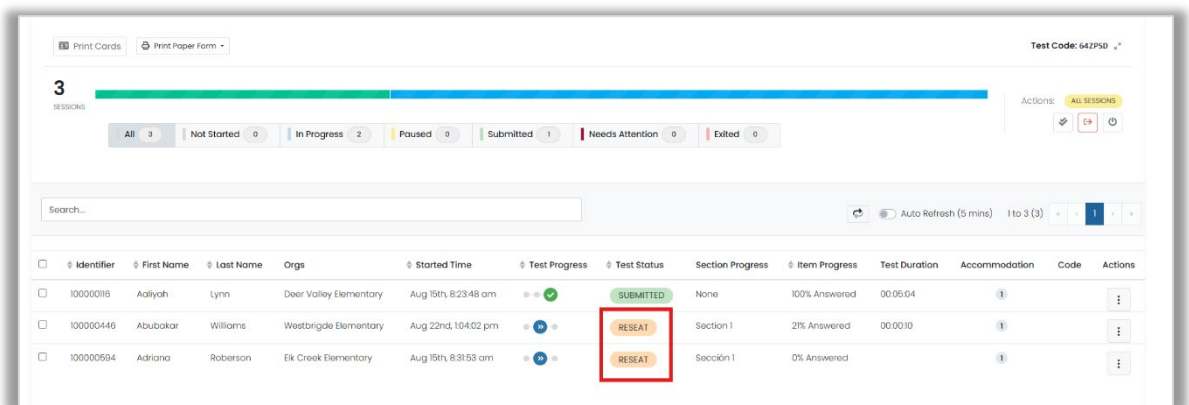 Print Cards Print Paper Form Test Code: 64ZPSD
3
SESSIONS
Actions: ALL SESSIONS
All 3 Not Started 0 In Progress 2 Paused 0 Submitted 1 Needs Attention 0 Exited 0
Search... Auto Refresh (5 mins) 1 to 3 (3) « ‹ 1 › »
Identifier First Name Last Name Orgs Started Time Test Progress Test Status Section Progress Item Progress Test Duration Accommodation Code Actions
100000116 Aaliyah Lynn Deer Valley Elementary Aug 15th, 8:23:48 am SUBMITTED None 100% Answered 00:05:04 1
100000446 Abubakar Williams Westbrigde Elementary Aug 22nd, 1:04:02 pm RESEAT Section 1 21% Answered 00:00:10 1
100000594 Adriana Roberson Elk Creek Elementary Aug 15th, 8:31:53 am RESEAT Sección 1 0% Answered 1